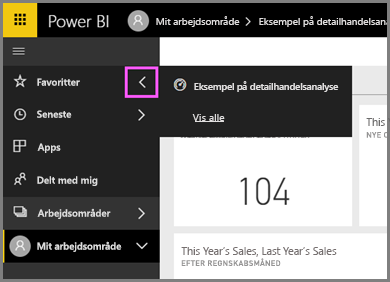 Power BI
Mit arbejdsområde > Eksempel på detailhandelsana
Favoritter
Eksempel på detailhandelsanalyse
Vis alle
Seneste
Apps
Delt med mig
Arbejdsområder
Mit arbejdsområde
This Y
NYE O
104
This Year's Sales, Last Year's Sales
EFTER REGNSKABSMÅNED